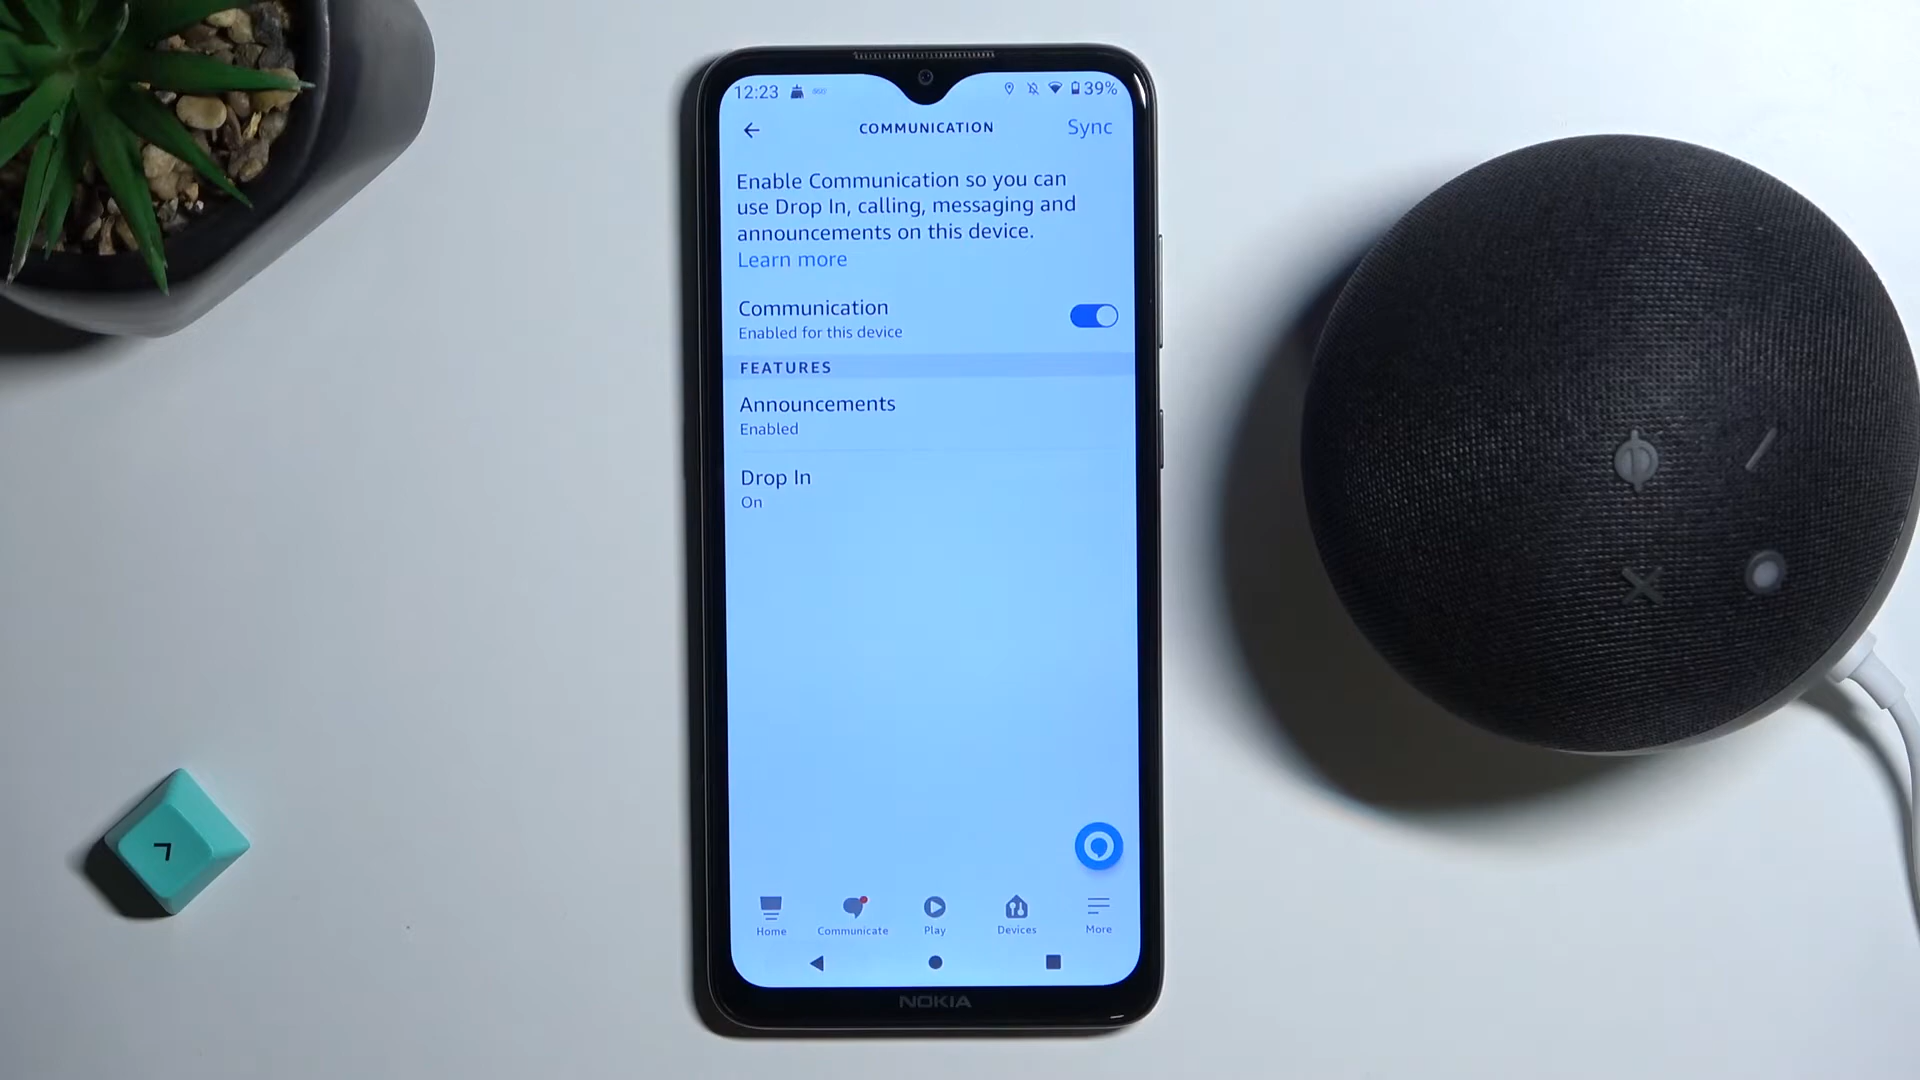 12:23
39%
COMMUNICATION
Sync
Enable Communication so you can
use Drop In, calling, messaging and
announcements on this device.
Learn more
Communication
Enabled for this device
FEATURES
Announcements
Enabled
Drop In
On
Home
Communicate
Play
Devices
More
NOKIA